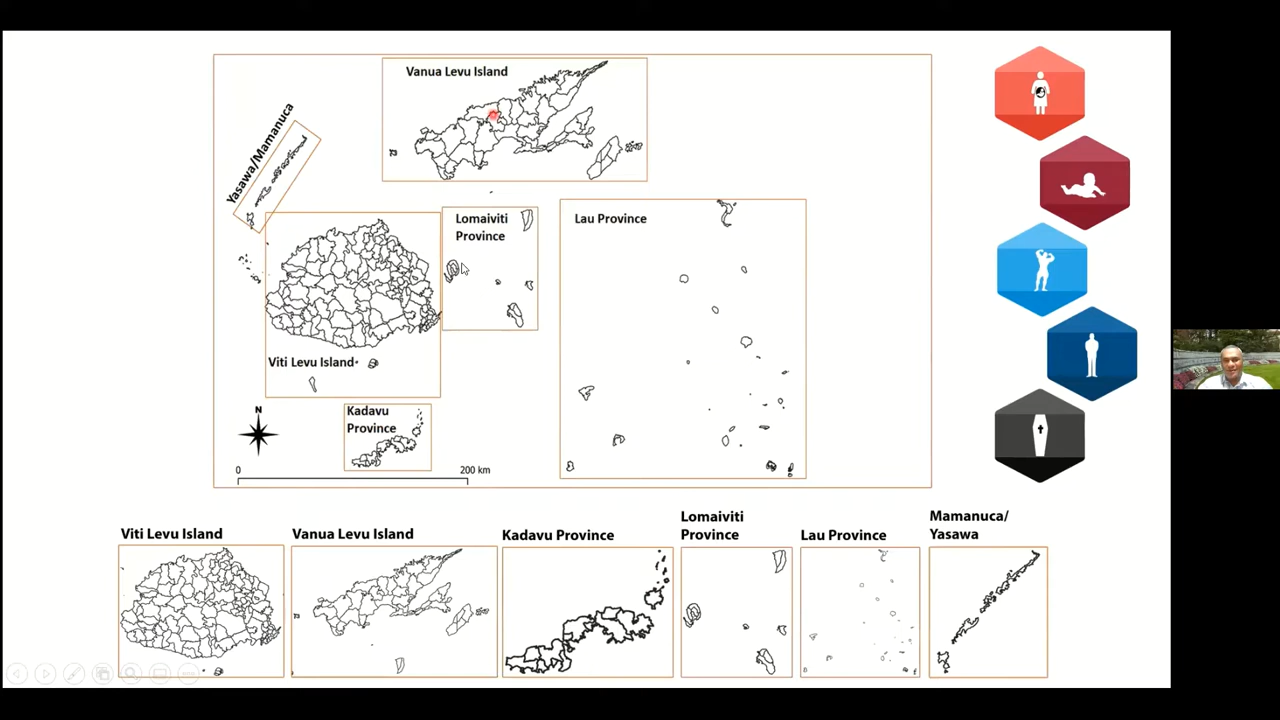 Vanua Levu Island
Yasawa/Mamanuca
Lomaiviti
Province
Lau Province
Viti Levu Island
Kadavu
Province
N
0
200 km
Viti Levu Island
Vanua Levu Island
Kadavu Province
Lomaiviti
Province
Lau Province
Mamanuca/
Yasawa